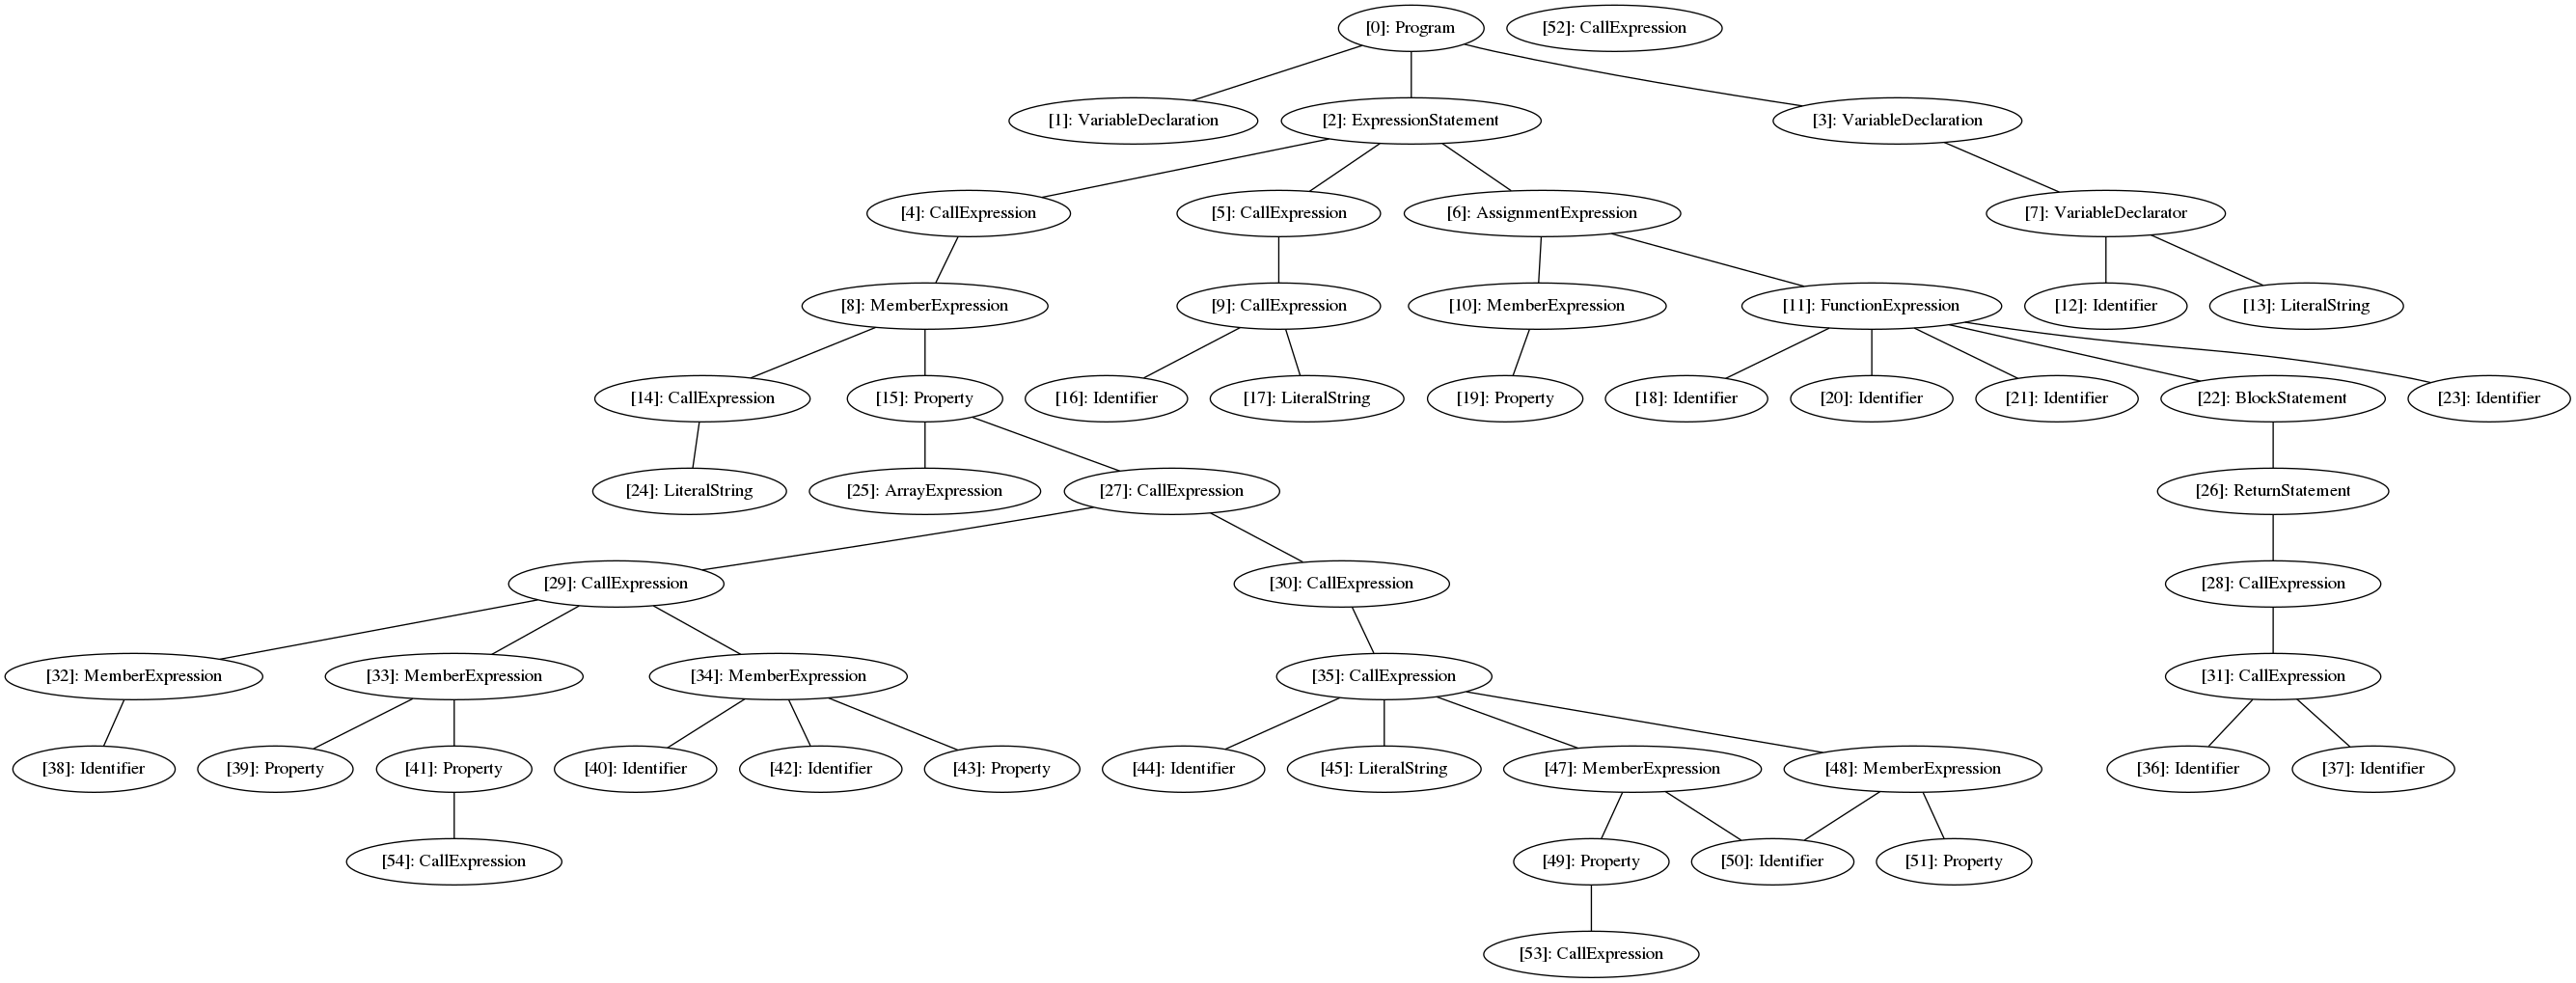 [0]: Program [52]: CallExpression
[1]: VariableDeclaration [2]: ExpressionStatement [3]: VariableDeclaration
[4]: CallExpression [5]: CallExpression [6]: AssignmentExpression [7]: VariableDeclarator
[8]: MemberExpression [9]: CallExpression [10]: MemberExpression [11]: FunctionExpression [12]: Identifier [13]: LiteralString
[14]: CallExpression [15]: Property [16]: Identifier [17]: LiteralString [19]: Property [18]: Identifier [20]: Identifier [21]: Identifier [22]: BlockStatement [23]: Identifier
[24]: LiteralString [25]: ArrayExpression [27]: CallExpression [26]: ReturnStatement
[29]: CallExpression [30]: CallExpression [28]: CallExpression
[32]: MemberExpression [33]: MemberExpression [34]: MemberExpression [35]: CallExpression [31]: CallExpression
[38]: Identifier [39]: Property [41]: Property [40]: Identifier [42]: Identifier [43]: Property [44]: Identifier [45]: LiteralString [47]: MemberExpression [48]: MemberExpression [36]: Identifier [37]: Identifier
[54]: CallExpression [49]: Property [50]: Identifier [51]: Property
[53]: CallExpression